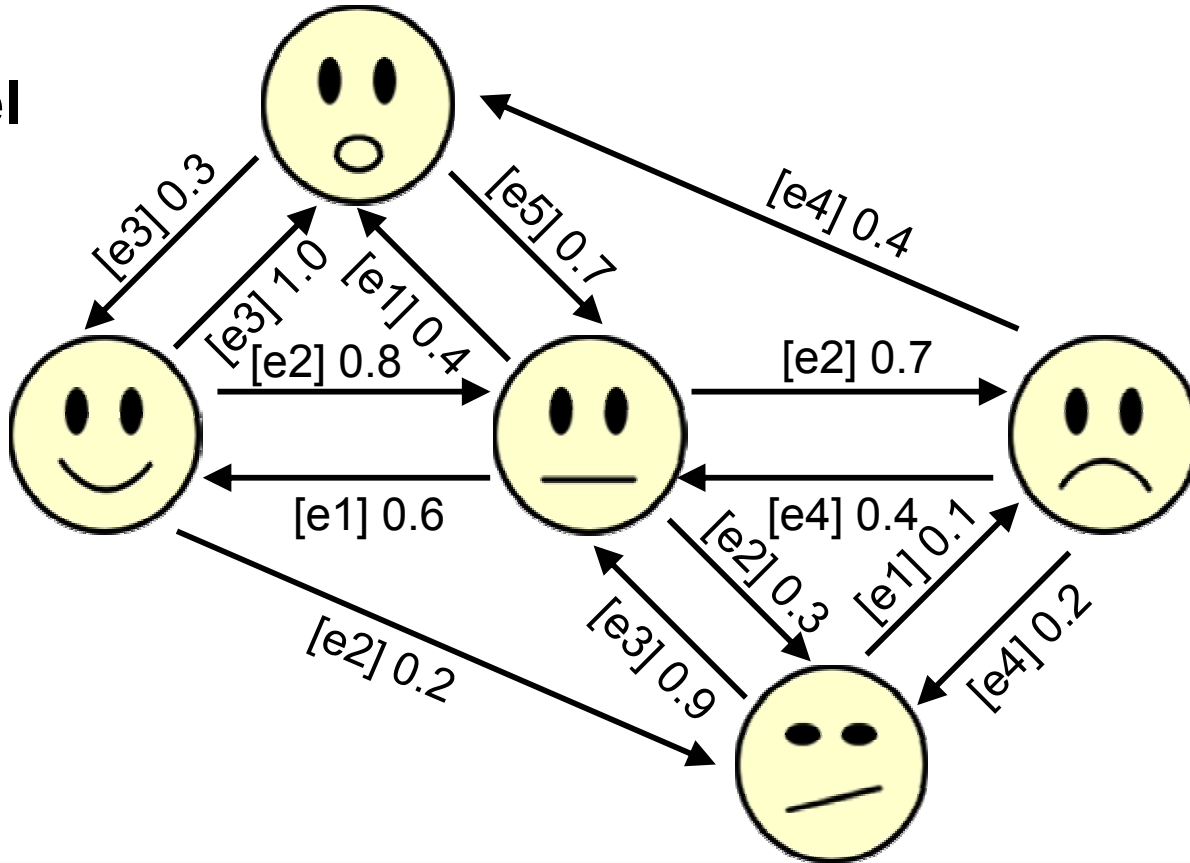 el
[e3] 0.3
[e3] 1.0
[e1] 0.4
[e5] 0.7
[e4] 0.4
[e2] 0.8
[e2] 0.7
[e1] 0.6
[e4] 0.4
[e2] 0.3
[e1] 0.1
[e2] 0.2
[e3] 0.9
[e4] 0.2